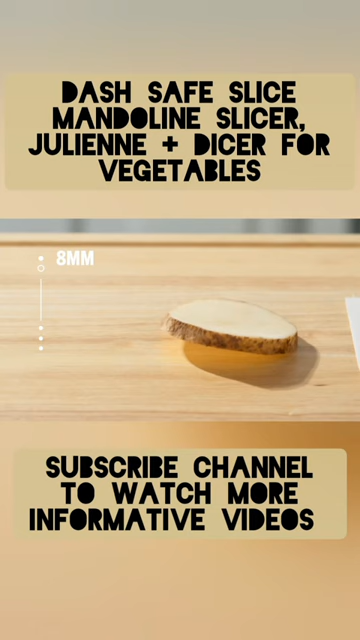 DASH SAFE SLICE
MANDOLINE SLICER,
JULIENNE + DICER FOR
VEGETABLES
8MM
SUBSCRIBE CHANNEL
TO WATCH MORE
INFORMATIVE VIDEOS